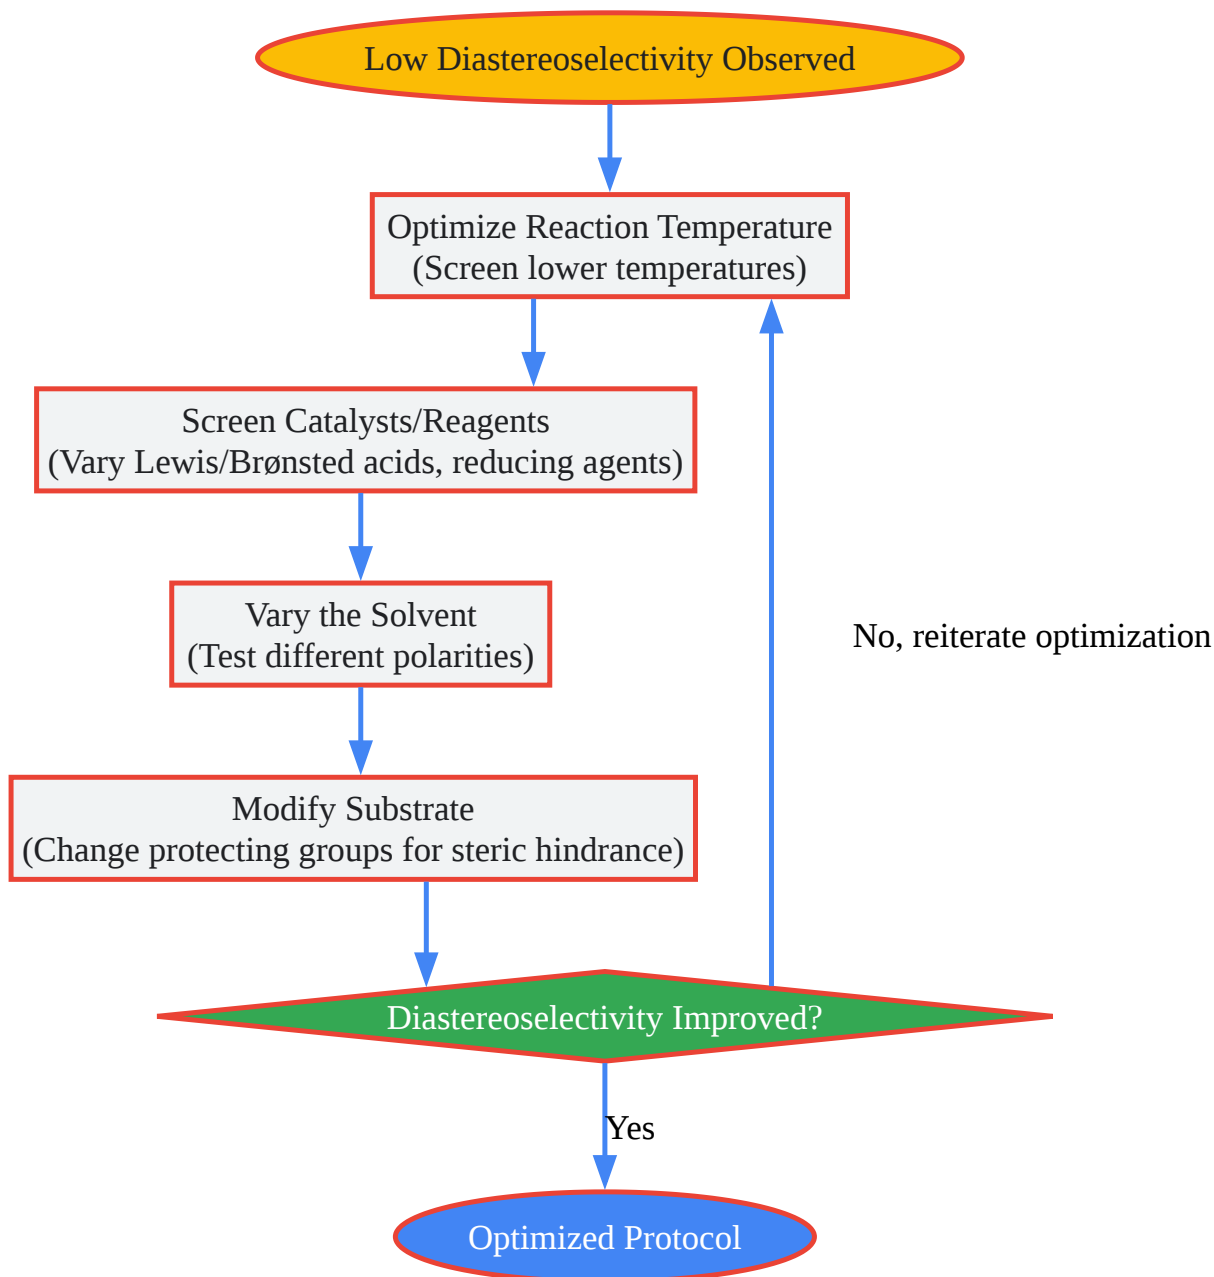 Low Diastereoselectivity Observed
Optimize Reaction Temperature
(Screen lower temperatures)
Screen Catalysts/Reagents
(Vary Lewis/Brønsted acids, reducing agents)
Vary the Solvent
(Test different polarities)
No, reiterate optimization
Modify Substrate
(Change protecting groups for steric hindrance)
Diastereoselectivity Improved?
Yes
Optimized Protocol